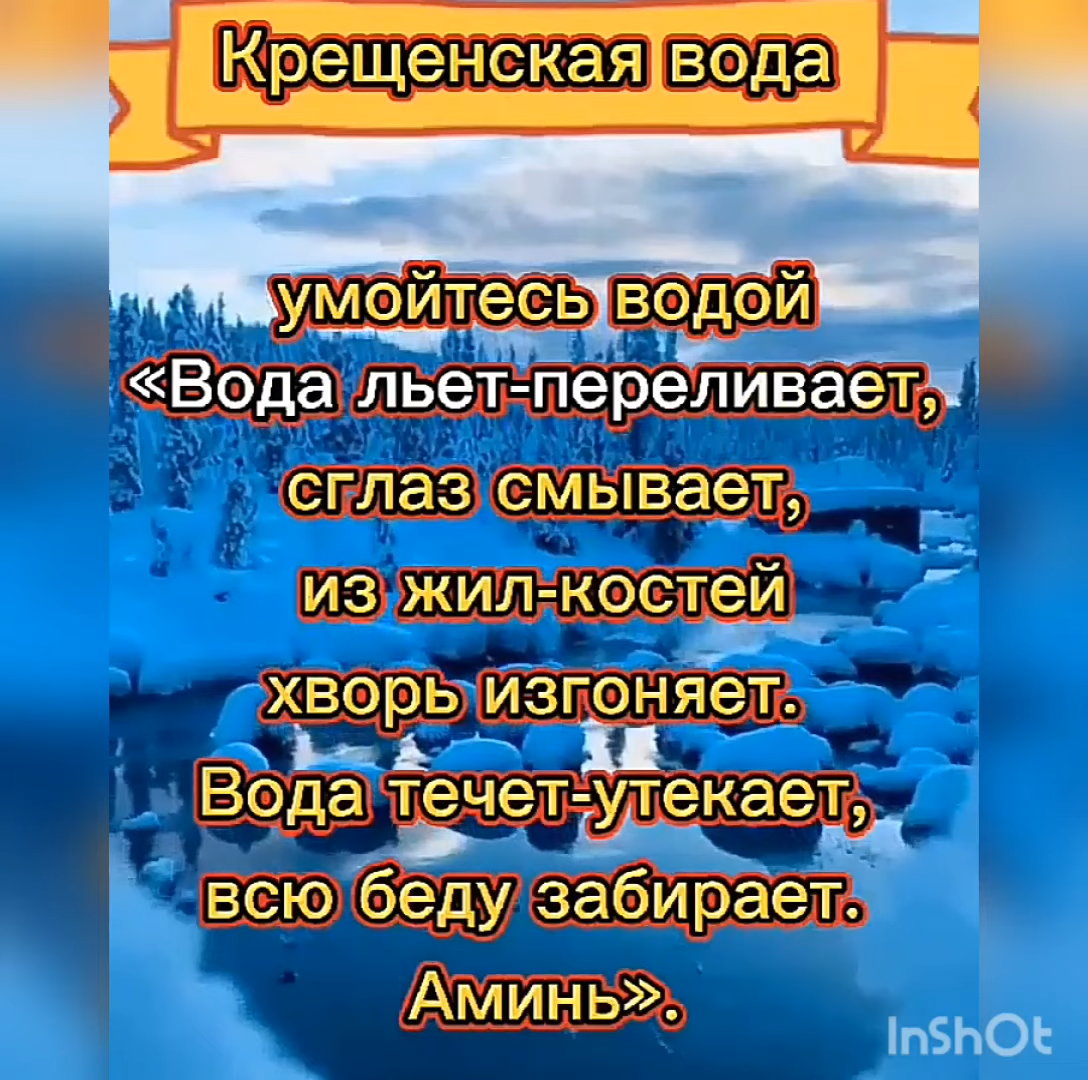 Крещенская вода
умойтесь водой
«Вода льет-переливает,
сглаз смывает,
из жил-костей
хворь изгоняет.
Вода течет-утекает,
всю беду забирает.
Аминь».
InShOt